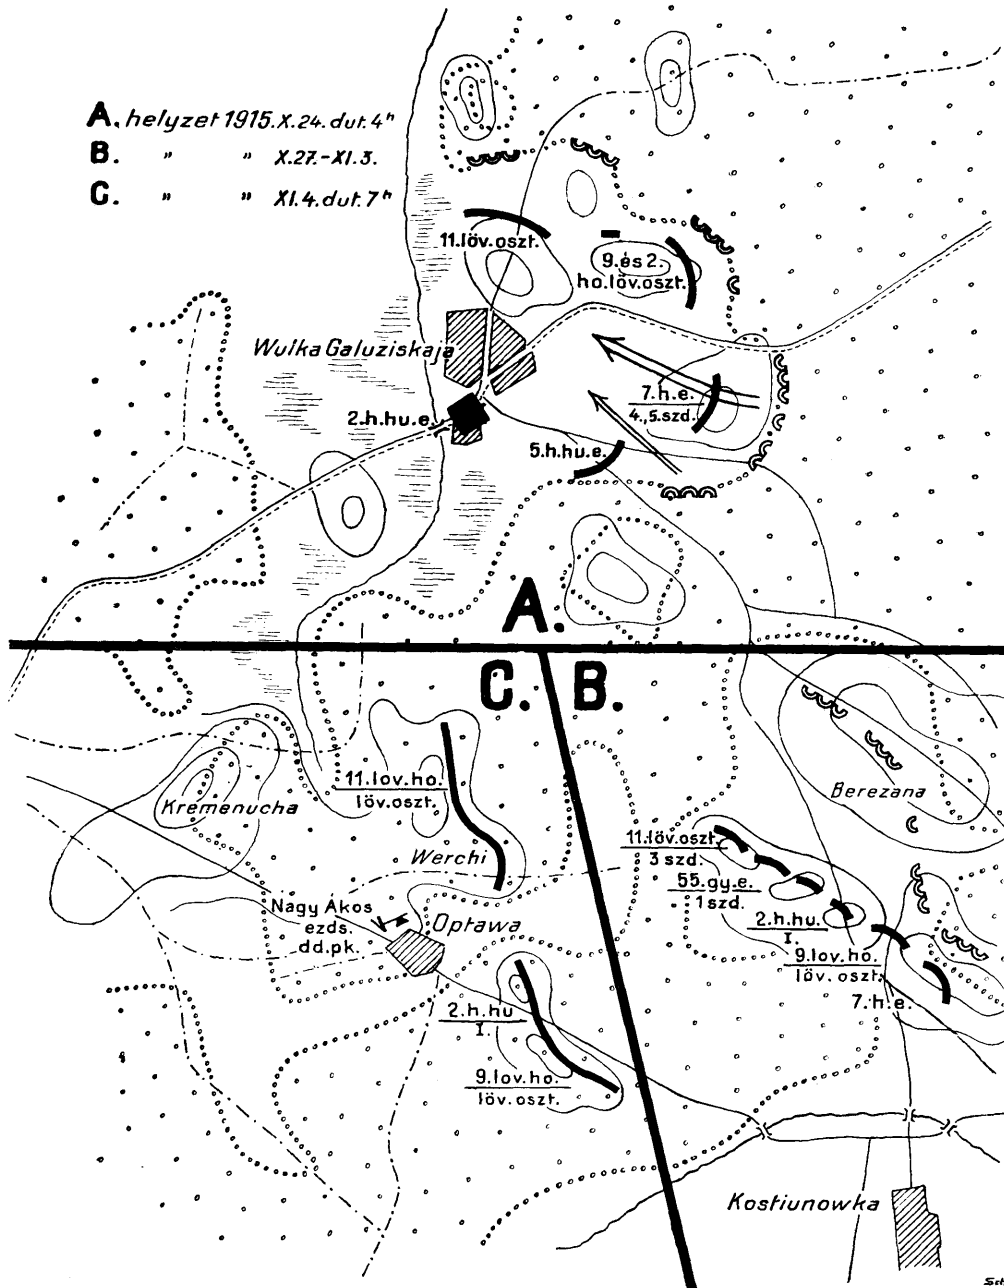 A. helyzet 1915. X. 24. dut. 4ʰ
B. " " X. 27.-XI. 3.
C. " " XI. 4. dut. 7ʰ
11. löv. oszt.
9. és 2.
ho. löv. oszt.
Wulka Galuziskaja
7. h. e.
4., 5. szd.
2. h. hu. e.
5. h. hu. e.
A.
C. B.
11. lov. ho.
löv. oszt.
Kremenucha
Berezana
Werchi
11. löv. oszt.
3 szd.
55. gy. e.
1 szd.
Nagy Ákos
ezds.
dd. pk.
Optawa
2. h. hu.
I.
9. lov. ho.
löv. oszt.
7. h. e.
2. h. hu
I.
9. lov. ho.
löv. oszt.
Kostiunowka